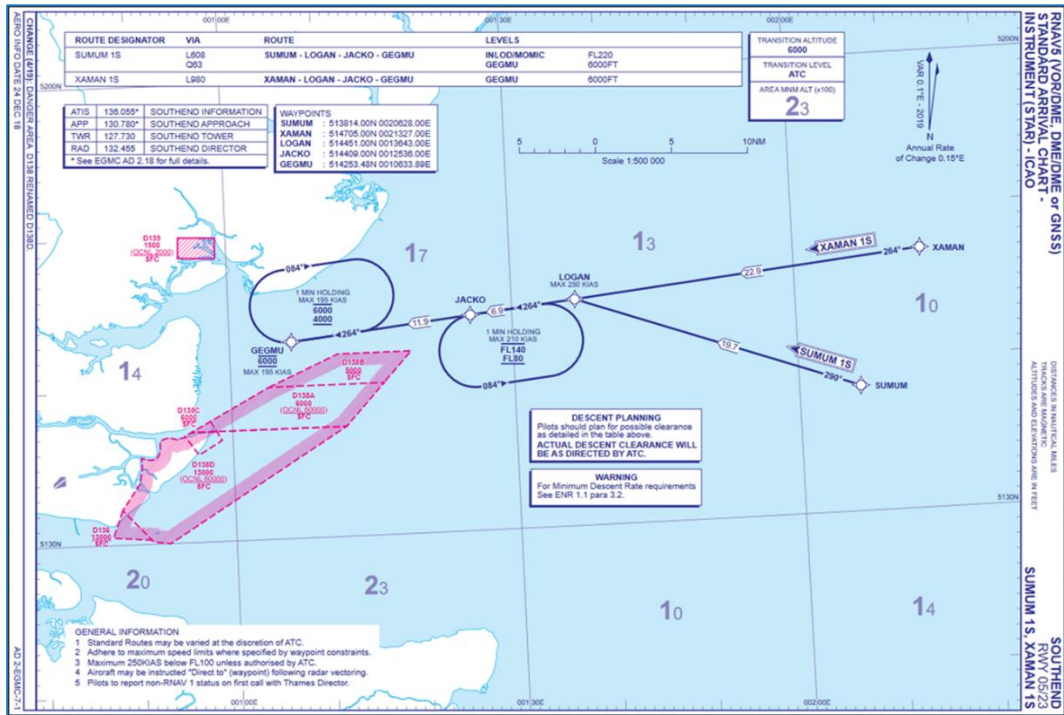 RNAV5 (VOR/DME, DME/DME or GNSS)
STANDARD ARRIVAL CHART -
INSTRUMENT (STAR) - ICAO
DISTANCES IN NAUTICAL MILES
TRACKS ARE MAGNETIC
ALTITUDES AND ELEVATIONS ARE IN FEET
SOUTHEND
RWY 05/23
SUMUM 1S, XAMAN 1S
CHANGE (4/19): DANGER AREA D138 RENAMED D138D.
AERO INFO DATE 24 DEC 18
AD 2-EGMC-7-1
001 00E
001 30E
002 00E
5200N
5200N
ROUTE DESIGNATOR VIA ROUTE LEVELS
SUMUM 1S L608 SUMUM - LOGAN - JACKO - GEGMU INLOD/MOMIC FL220
Q63 GEGMU 6000FT
XAMAN 1S L980 XAMAN - LOGAN - JACKO - GEGMU GEGMU 6000FT
TRANSITION ALTITUDE
6000
TRANSITION LEVEL
ATC
AREA MNM ALT (x100)
23
VAR 0.1°E - 2019
N
Annual Rate
of Change 0.15°E
ATIS 136.055* SOUTHEND INFORMATION
APP 130.780* SOUTHEND APPROACH
TWR 127.730 SOUTHEND TOWER
RAD 132.455 SOUTHEND DIRECTOR
* See EGMC AD 2.18 for full details.
WAYPOINTS
SUMUM : 513814.00N 0020628.00E
XAMAN : 514705.00N 0021327.00E
LOGAN : 514451.00N 0013643.00E
JACKO : 514409.00N 0012536.00E
GEGMU : 514253.48N 0010633.89E
5 0 5 10N
Scale 1:500 000
D139
1500
(OCNL 2000)
SFC
17
13
XAMAN 1S
264°
XAMAN
22.9
084°
1 MIN HOLDING
MAX 195 KIAS
6000
4000
264°
LOGAN
MAX 250 KIAS
JACKO
6.9
264°
11.9
10
1 MIN HOLDING
MAX 210 KIAS
FL140
FL80
084°
GEGMU
6000
MAX 195 KIAS
19.7
SUMUM 1S
290°
SUMUM
14
D138B
5000
SFC
D138A
6000
(OCNL 60000)
SFC
D138C
6000
SFC
D138D
13000
(OCNL 60000)
SFC
D136
SFC
DESCENT PLANNING
Pilots should plan for possible clearance
as detailed in the table above.
ACTUAL DESCENT CLEARANCE WILL
BE AS DIRECTED BY ATC.
WARNING
For Minimum Descent Rate requirements
See ENR 1.1 para 3.2.
5130N
5130N
20
23
10
14
GENERAL INFORMATION
1 Standard Routes may be varied at the discretion of ATC.
2 Adhere to maximum speed limits where specified by waypoint constraints.
3 Maximum 250KIAS below FL100 unless authorised by ATC.
4 Aircraft may be instructed "Direct to" (waypoint) following radar vectoring.
5 Pilots to report non-RNAV 1 status on first call with Thames Director.
001 00E
001 30E
002 00E